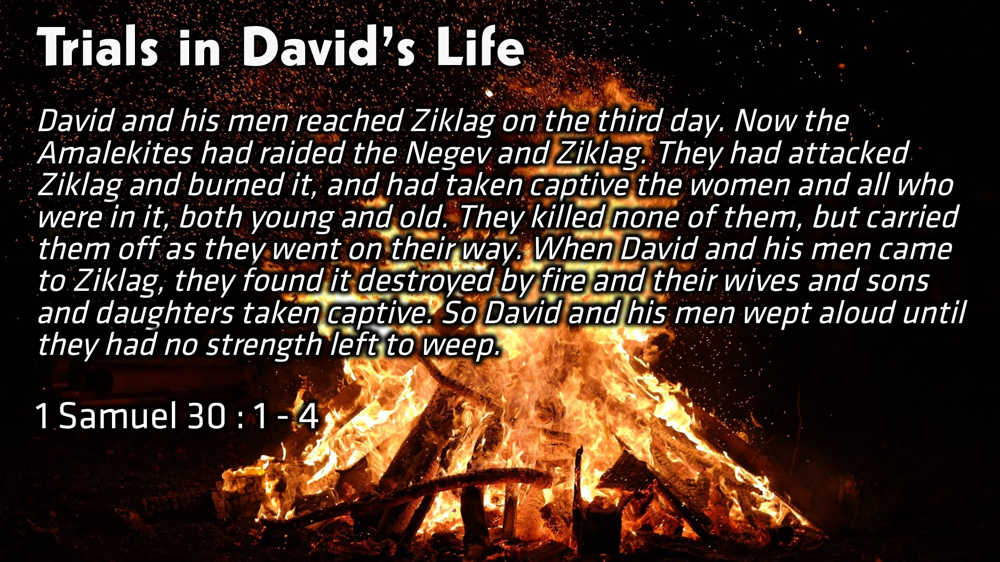 Trials in David’s Life
David and his men reached Ziklag on the third day. Now the
Amalekites had raided the Negev and Ziklag. They had attacked
Ziklag and burned it, and had taken captive the women and all who
were in it, both young and old. They killed none of them, but carried
them off as they went on their way. When David and his men came
to Ziklag, they found it destroyed by fire and their wives and sons
and daughters taken captive. So David and his men wept aloud until
they had no strength left to weep.
1 Samuel 30 : 1 - 4